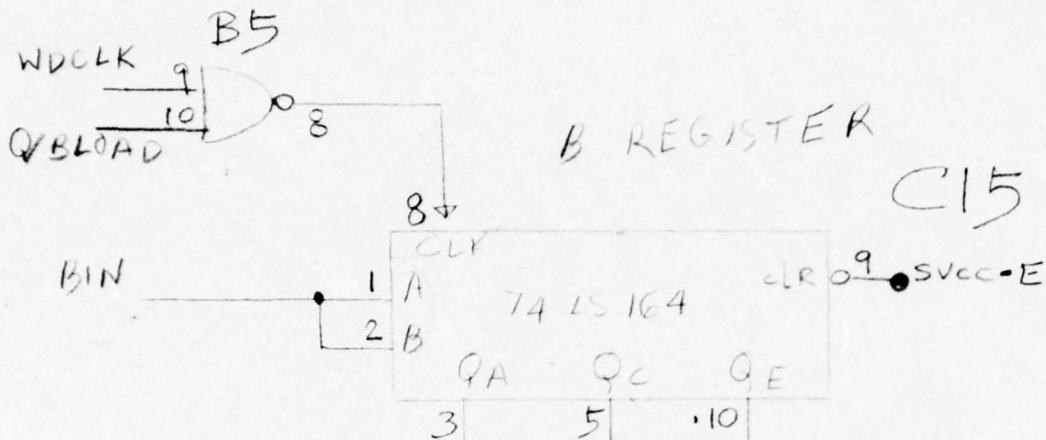 B5
WDCLK
9
10
8
Q/BLOAD
B REGISTER
C15
8
CLK
BIN
1 A
2 B
74 LS 164
CLR 9 SVCC-E
QA QC QE
3 5 10